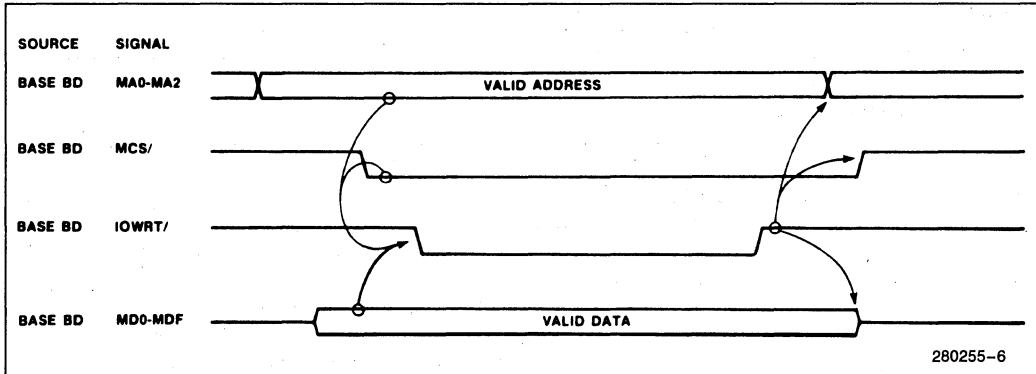 SOURCE SIGNAL
BASE BD MA0-MA2 VALID ADDRESS
BASE BD MCS/
BASE BD IOWRT/
BASE BD MD0-MDF VALID DATA
280255-6